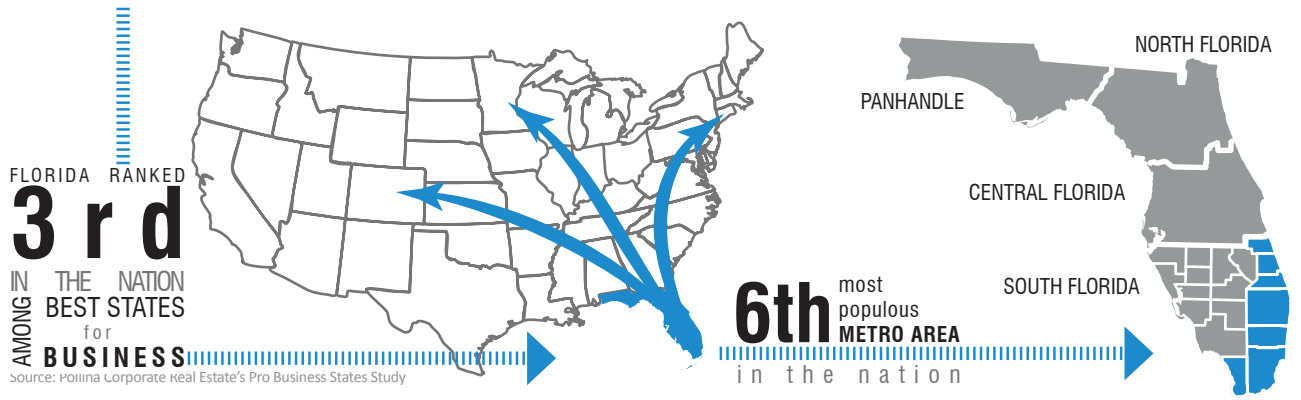 FLORIDA RANKED
3rd
IN THE NATION
AMONG
BEST STATES
for
BUSINESS
Source: Pollina Corporate Real Estate's Pro Business States Study
6th
most
populous
METRO AREA
in the nation
NORTH FLORIDA
PANHANDLE
CENTRAL FLORIDA
SOUTH FLORIDA